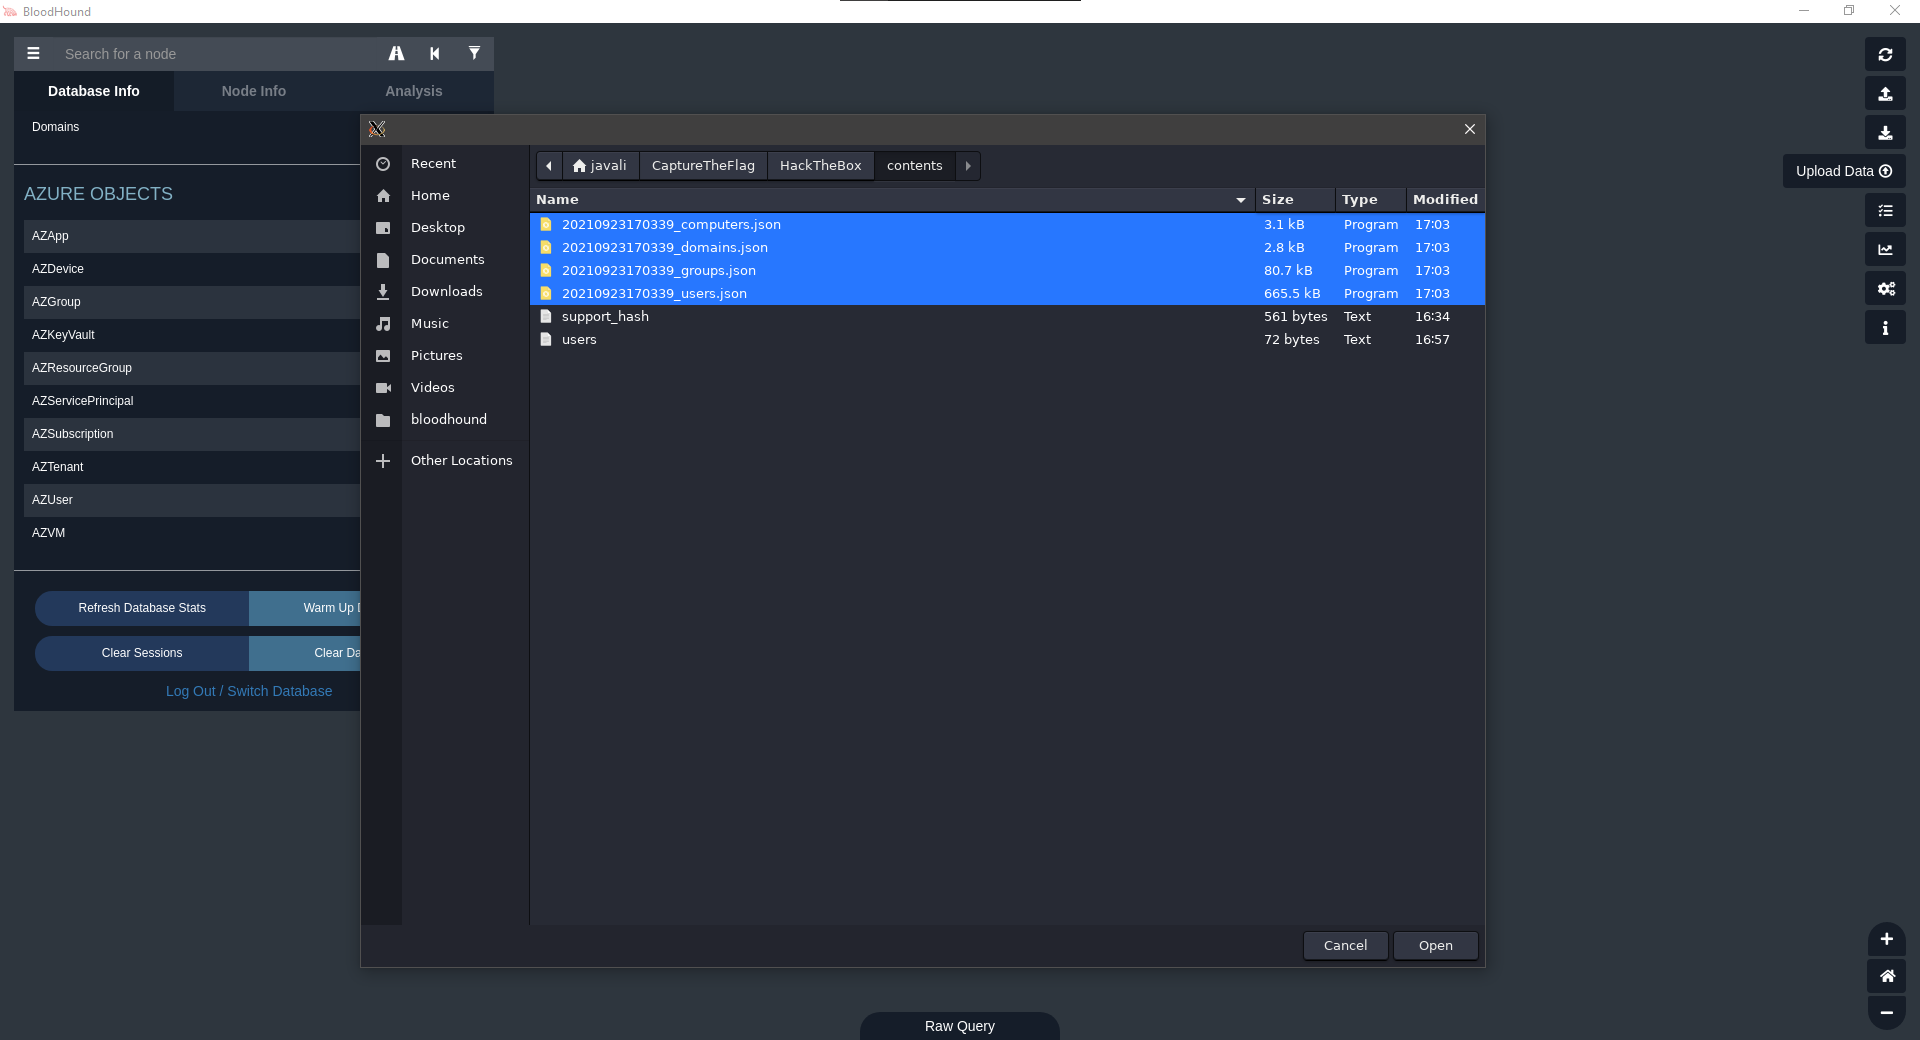 BloodHound
Search for a node
Database Info Node Info Analysis
Domains
AZURE OBJECTS
AZApp
AZDevice
AZGroup
AZKeyVault
AZResourceGroup
AZServicePrincipal
AZSubscription
AZTenant
AZUser
AZVM
Refresh Database Stats Warm Up
Clear Sessions Clear Da
Log Out / Switch Database
Recent
Home
Desktop
Documents
Downloads
Music
Pictures
Videos
bloodhound
Other Locations
javali CaptureTheFlag HackTheBox contents
Name Size Type Modified
20210923170339_computers.json 3.1 kB Program 17:03
20210923170339_domains.json 2.8 kB Program 17:03
20210923170339_groups.json 80.7 kB Program 17:03
20210923170339_users.json 665.5 kB Program 17:03
support_hash 561 bytes Text 16:34
users 72 bytes Text 16:57
Cancel Open
Upload Data
Raw Query